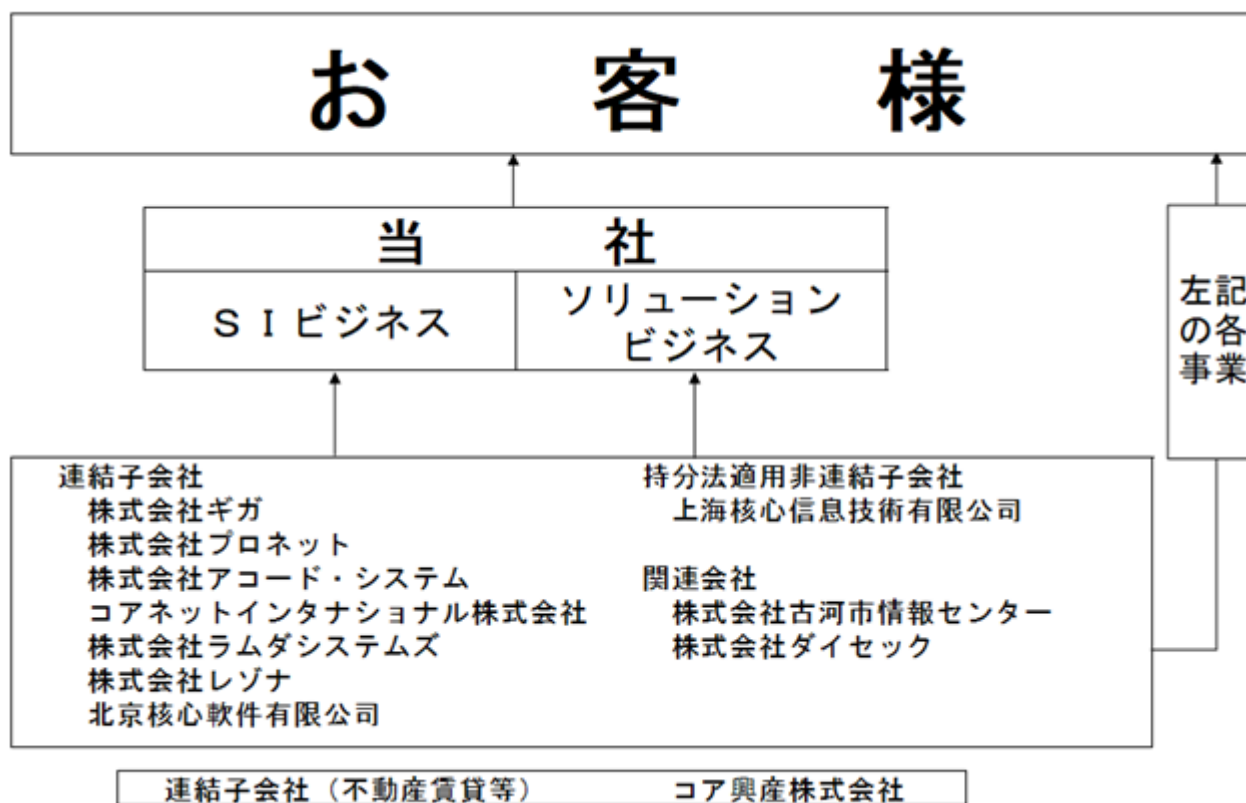 お客様
当社
ＳＩビジネス
ソリューション
ビジネス
左記
の各
事業
連結子会社
株式会社ギガ
株式会社プロネット
株式会社アコード・システム
コアネットインタナショナル株式会社
株式会社ラムダシステムズ
株式会社レゾナ
北京核心軟件有限公司
持分法適用非連結子会社
上海核心信息技術有限公司
関連会社
株式会社古河市情報センター
株式会社ダイセック
連結子会社（不動産賃貸等） コア興産株式会社